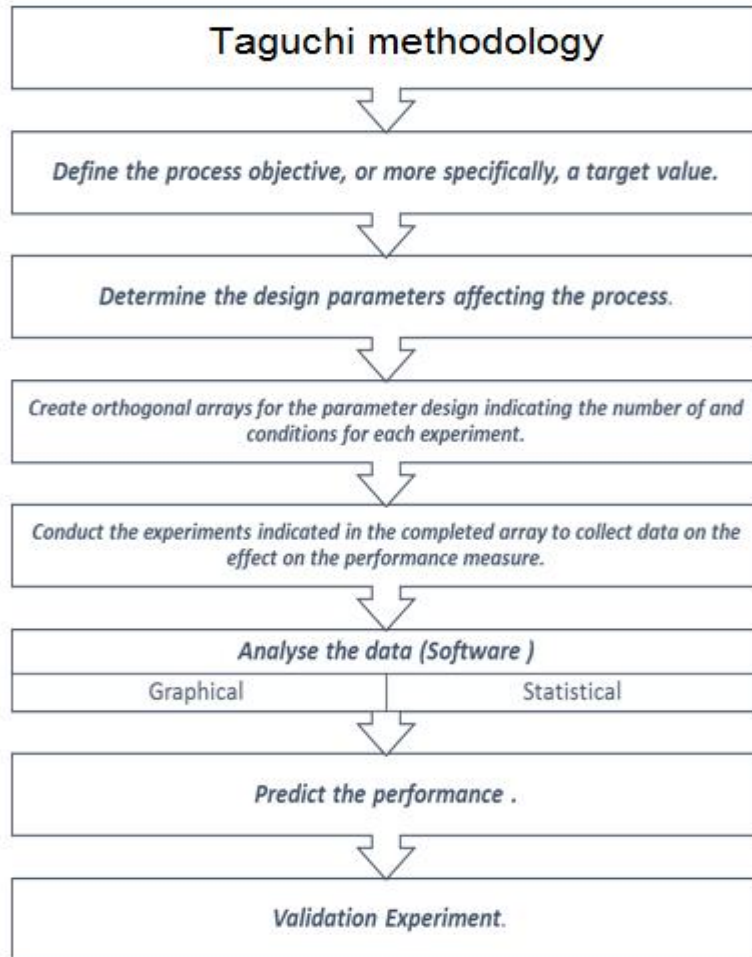 Taguchi methodology
Define the process objective, or more specifically, a target value.
Determine the design parameters affecting the process.
Create orthogonal arrays for the parameter design indicating the number of and
conditions for each experiment.
Conduct the experiments indicated in the completed array to collect data on the
effect on the performance measure.
Analyse the data (Software )
Graphical
Statistical
Predict the performance .
Validation Experiment.